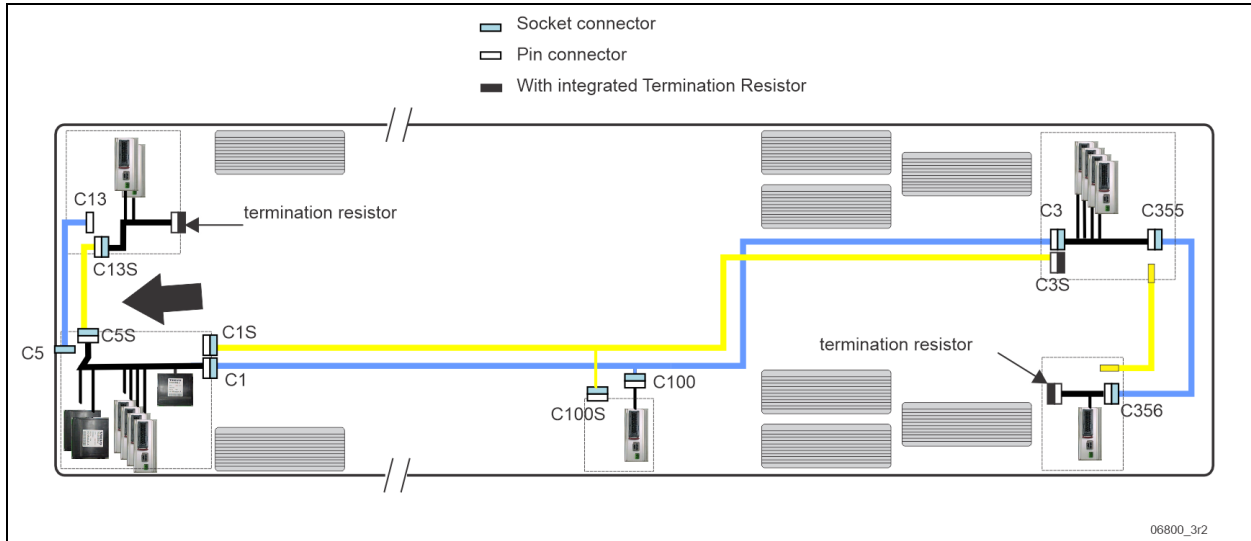 Socket connector
Pin connector
With integrated Termination Resistor
C13
termination resistor
C13S
C3
C355
C3S
C5S
C5
C1S
C1
termination resistor
C100
C100S
C356
06800_3r2